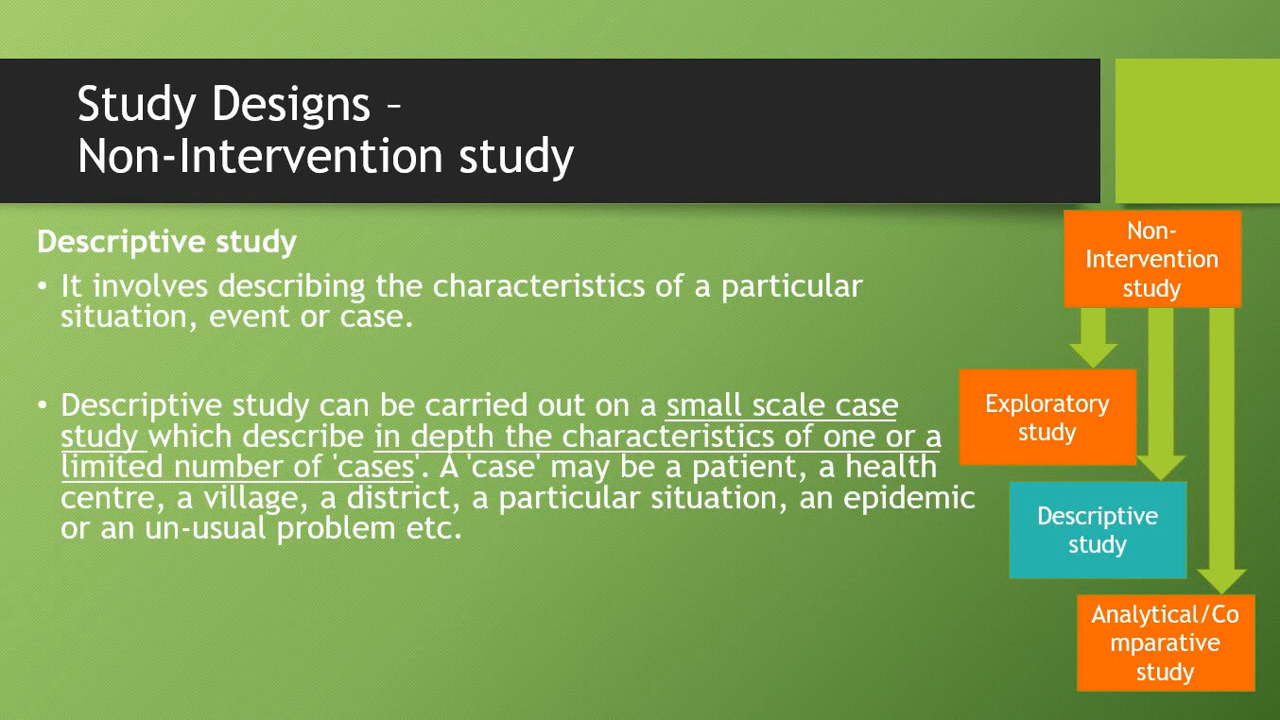 Study Designs –
Non-Intervention study
Descriptive study
• It involves describing the characteristics of a particular
situation, event or case.
• Descriptive study can be carried out on a small scale case
study which describe in depth the characteristics of one or a
limited number of 'cases'. A 'case' may be a patient, a health
centre, a village, a district, a particular situation, an epidemic
or an un-usual problem etc.
Non-
Intervention
study
Exploratory
study
Descriptive
study
Analytical/Co
mparative
study